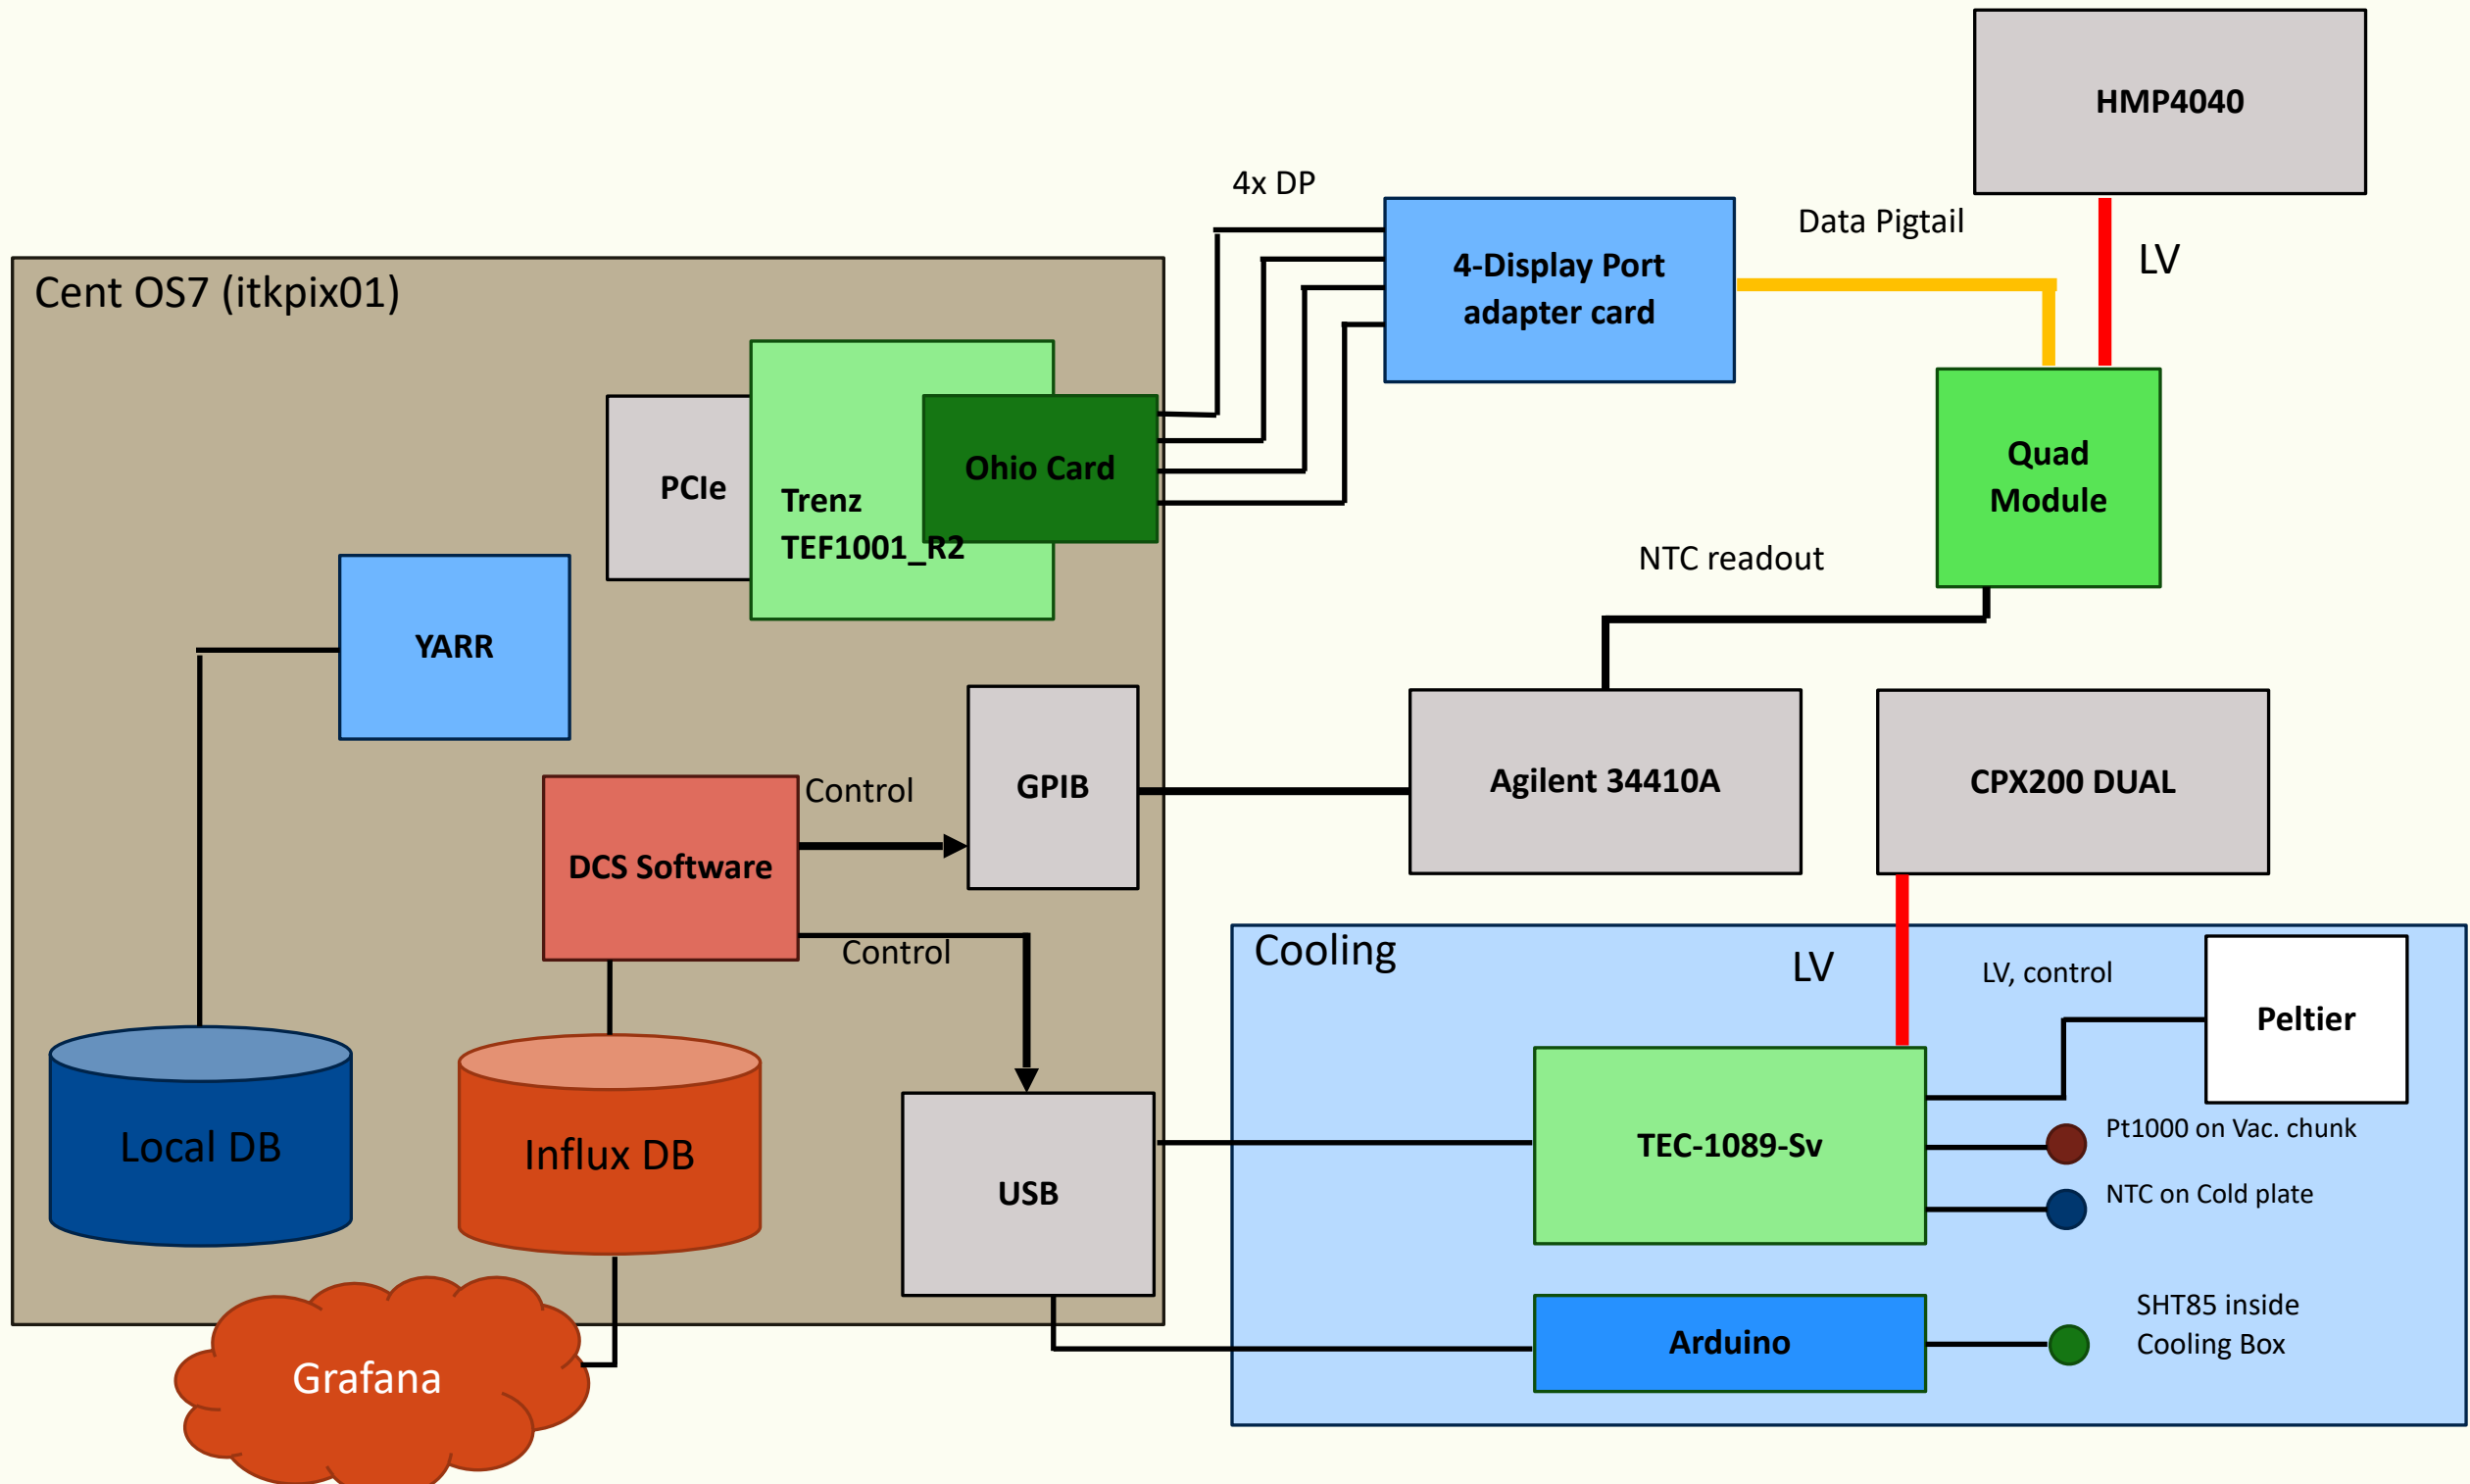 HMP4040
4x DP
Data Pigtail
LV
4-Display Port
adapter card
Cent OS7 (itkpix01)
PCIe
Trenz
TEF1001_R2
Ohio Card
Quad
Module
NTC readout
YARR
GPIB
Agilent 34410A
CPX200 DUAL
Control
DCS Software
Control
Cooling
LV
LV, control
Peltier
Local DB
Influx DB
USB
TEC-1089-Sv
Pt1000 on Vac. chunk
NTC on Cold plate
Arduino
SHT85 inside
Cooling Box
Grafana